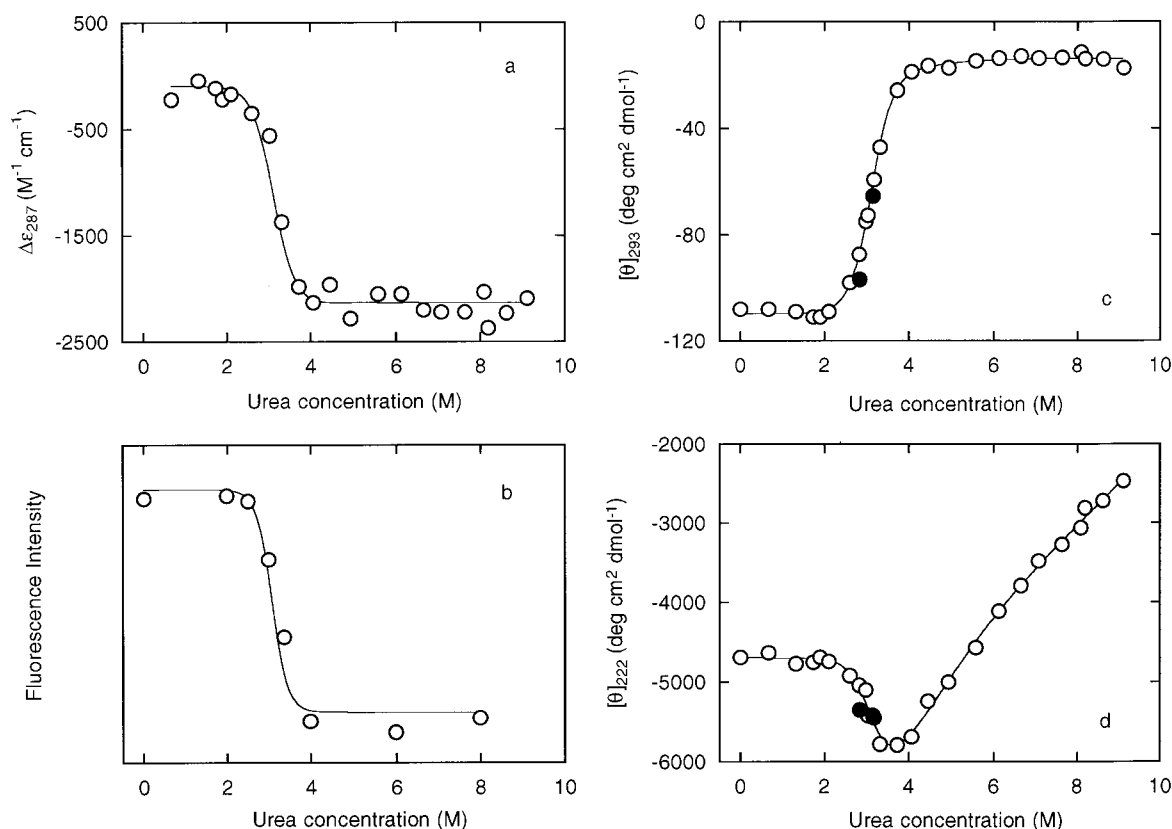 500
-500
-1500
-2500
Δε287 (M-1 cm-1)
a
0 2 4 6 8 10
Urea concentration (M)
0
-40
-80
-120
[θ]293 (deg cm2 dmol-1)
c
0 2 4 6 8 10
Urea concentration (M)
Fluorescence Intensity
b
0 2 4 6 8 10
Urea concentration (M)
-2000
-3000
-4000
-5000
-6000
[θ]222 (deg cm2 dmol-1)
d
0 2 4 6 8 10
Urea concentration (M)